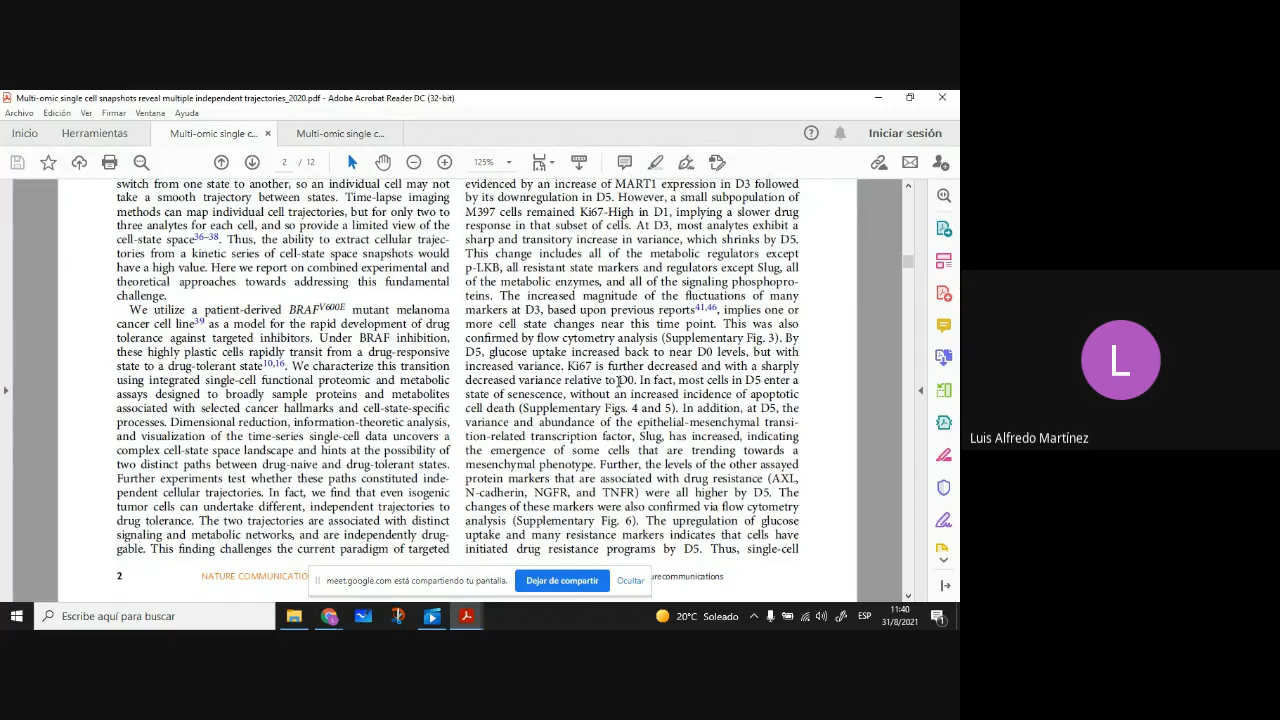 Multi-omic single cell snapshots reveal multiple independent trajectories_2020.pdf - Adobe Acrobat Reader DC (32-bit)
Archivo Edición Ver Firmar Ventana Ayuda
Inicio Herramientas Multi-omic single c... × Multi-omic single c... Iniciar sesión
2 / 12 125%
switch from one state to another, so an individual cell may not
take a smooth trajectory between states. Time-lapse imaging
methods can map individual cell trajectories, but for only two to
three analytes for each cell, and so provide a limited view of the
cell-state space36–38. Thus, the ability to extract cellular trajec-
tories from a kinetic series of cell-state space snapshots would
have a high value. Here we report on combined experimental and
theoretical approaches towards addressing this fundamental
challenge.
We utilize a patient-derived BRAFV600E mutant melanoma
cancer cell line39 as a model for the rapid development of drug
tolerance against targeted inhibitors. Under BRAF inhibition,
these highly plastic cells rapidly transit from a drug-responsive
state to a drug-tolerant state10,16. We characterize this transition
using integrated single-cell functional proteomic and metabolic
assays designed to broadly sample proteins and metabolites
associated with selected cancer hallmarks and cell-state-specific
processes. Dimensional reduction, information-theoretic analysis,
and visualization of the time-series single-cell data uncovers a
complex cell-state space landscape and hints at the possibility of
two distinct paths between drug-naive and drug-tolerant states.
Further experiments test whether these paths constituted inde-
pendent cellular trajectories. In fact, we find that even isogenic
tumor cells can undertake different, independent trajectories to
drug tolerance. The two trajectories are associated with distinct
signaling and metabolic networks, and are independently drug-
gable. This finding challenges the current paradigm of targeted
evidenced by an increase of MART1 expression in D3 followed
by its downregulation in D5. However, a small subpopulation of
M397 cells remained Ki67-High in D1, implying a slower drug
response in that subset of cells. At D3, most analytes exhibit a
sharp and transitory increase in variance, which shrinks by D5.
This change includes all of the metabolic regulators except
p-LKB, all resistant state markers and regulators except Slug, all
of the metabolic enzymes, and all of the signaling phosphopro-
teins. The increased magnitude of the fluctuations of many
markers at D3, based upon previous reports41,46, implies one or
more cell state changes near this time point. This was also
confirmed by flow cytometry analysis (Supplementary Fig. 3). By
D5, glucose uptake increased back to near D0 levels, but with
increased variance. Ki67 is further decreased and with a sharply
decreased variance relative to D0. In fact, most cells in D5 enter a
state of senescence, without an increased incidence of apoptotic
cell death (Supplementary Figs. 4 and 5). In addition, at D5, the
variance and abundance of the epithelial-mesenchymal transi-
tion-related transcription factor, Slug, has increased, indicating
the emergence of some cells that are trending towards a
mesenchymal phenotype. Further, the levels of the other assayed
protein markers that are associated with drug resistance (AXL,
N-cadherin, NGFR, and TNFR) were all higher by D5. The
changes of these markers were also confirmed via flow cytometry
analysis (Supplementary Fig. 6). The upregulation of glucose
uptake and many resistance markers indicates that cells have
initiated drug resistance programs by D5. Thus, single-cell
2 NATURE COMMUNICATIO urecommunications
meet.google.com está compartiendo tu pantalla. Dejar de compartir Ocultar
Escribe aquí para buscar 20°C Soleado ESP 11:40
31/8/2021 1
L
Luis Alfredo Martínez